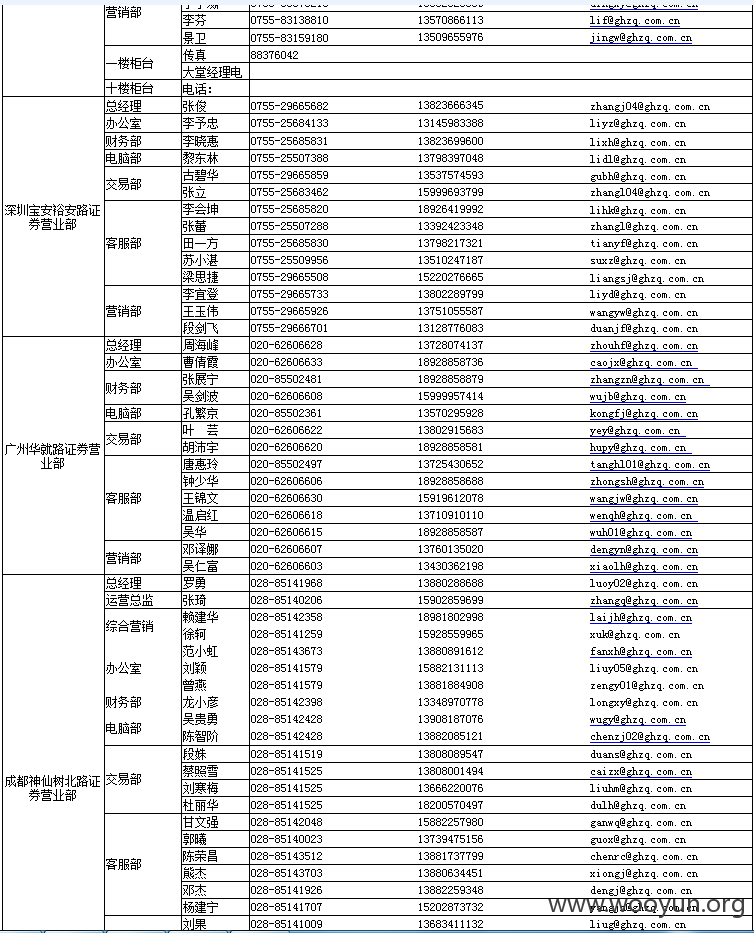 营销部
李芬 0755-83138810 13570866113 lif@ghzq.com.cn
景卫 0755-83159180 13509655976 jingw@ghzq.com.cn
一楼柜台 传真 88376042
大堂经理电
十楼柜台 电话:
深圳宝安裕安路证券营业部
总经理 张俊 0755-29665682 13823666345 zhangj04@ghzq.com.cn
办公室 李予忠 0755-25684133 13145983388 liyz@ghzq.com.cn
财务部 李晓惠 0755-25685831 13823699600 lixh@ghzq.com.cn
电脑部 黎东林 0755-25507388 13798397048 lidl@ghzq.com.cn
交易部 古碧华 0755-29665859 13537574593 gubh@ghzq.com.cn
张立 0755-25683462 15999693799 zhangl04@ghzq.com.cn
客服部 李会坤 0755-25685820 18926419992 lihk@ghzq.com.cn
张蕾 0755-25507288 13392423348 zhangl@ghzq.com.cn
田一方 0755-25685830 13798217321 tianyf@ghzq.com.cn
苏小湛 0755-25509956 13510247187 suxz@ghzq.com.cn
梁思捷 0755-29665508 15220276665 liangsj@ghzq.com.cn
营销部 李宜登 0755-29665733 13802289799 liyd@ghzq.com.cn
王玉伟 0755-29665926 13751055587 wangyw@ghzq.com.cn
段剑飞 0755-29666701 13128776083 duanjf@ghzq.com.cn
广州华就路证券营业部
总经理 周海峰 020-62606628 13728074137 zhouhf@ghzq.com.cn
办公室 曹倩霞 020-62606633 18928858736 caojx@ghzq.com.cn
财务部 张展宁 020-85502481 18928858879 zhangzn@ghzq.com.cn
吴剑波 020-62606608 15999957414 wujb@ghzq.com.cn
电脑部 孔繁京 020-85502361 13570295928 kongfj@ghzq.com.cn
交易部 叶 芸 020-62606622 13802915683 yey@ghzq.com.cn
胡沛宇 020-62606620 18928858581 hupy@ghzq.com.cn
客服部 唐惠玲 020-85502497 13725430652 tanghl01@ghzq.com.cn
钟少华 020-62606606 18928858688 zhongsh@ghzq.com.cn
王锦文 020-62606630 15919612078 wangjw@ghzq.com.cn
温启红 020-62606618 13710910110 wenqh@ghzq.com.cn
吴华 020-62606615 18928858587 wuh01@ghzq.com.cn
营销部 邓译娜 020-62606607 13760135020 dengyn@ghzq.com.cn
吴仁富 020-62606603 13430362198 xiaolh@ghzq.com.cn
成都神仙树北路证券营业部
总经理 罗勇 028-85141968 13880288688 luoy02@ghzq.com.cn
运营总监 张琦 028-85140206 15902859699 zhangq@ghzq.com.cn
综合营销 赖建华 028-85142358 18981802998 laijh@ghzq.com.cn
徐轲 028-85141259 15928559965 xuk@ghzq.com.cn
办公室 范小虹 028-85143673 13880891612 fanxh@ghzq.com.cn
刘颖 028-85141579 15882131113 liuy05@ghzq.com.cn
曾燕 028-85141579 13881884908 zengy01@ghzq.com.cn
财务部 龙小彦 028-85142398 13348970778 longxy@ghzq.com.cn
电脑部 吴贵勇 028-85142428 13908187076 wugy@ghzq.com.cn
陈智阶 028-85142428 13882085121 chenzj02@ghzq.com.cn
交易部 段姝 028-85141519 13808089547 duans@ghzq.com.cn
蔡照雪 028-85141525 13808001494 caizx@ghzq.com.cn
刘寒梅 028-85141525 13666220076 liuhm@ghzq.com.cn
杜丽华 028-85141525 18200570497 dulh@ghzq.com.cn
客服部 甘文强 028-85142048 15882257980 ganwq@ghzq.com.cn
郭曦 028-85140023 13739475156 guox@ghzq.com.cn
陈荣昌 028-85143512 13881737799 chenrc@ghzq.com.cn
熊杰 028-85143703 13880634451 xiongj@ghzq.com.cn
邓杰 028-85141926 13882259348 dengj@ghzq.com.cn
杨建宁 028-85141707 15202873732
刘果 028-85141009 13683411132 liug@ghzq.com.cn
www.wooyun.org